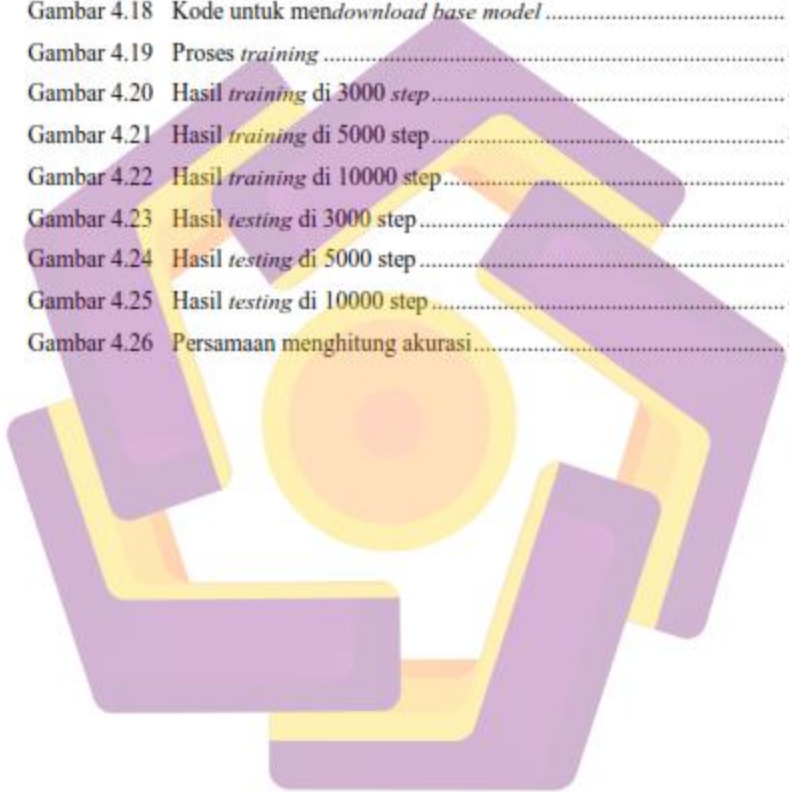 Gambar 4.18 Kode untuk mendownload base model ........................................
Gambar 4.19 Proses training ........................................................................
Gambar 4.20 Hasil training di 3000 step............................................................
Gambar 4.21 Hasil training di 5000 step............................................................
Gambar 4.22 Hasil training di 10000 step..........................................................
Gambar 4.23 Hasil testing di 3000 step..............................................................
Gambar 4.24 Hasil testing di 5000 step..............................................................
Gambar 4.25 Hasil testing di 10000 step............................................................
Gambar 4.26 Persamaan menghitung akurasi....................................................